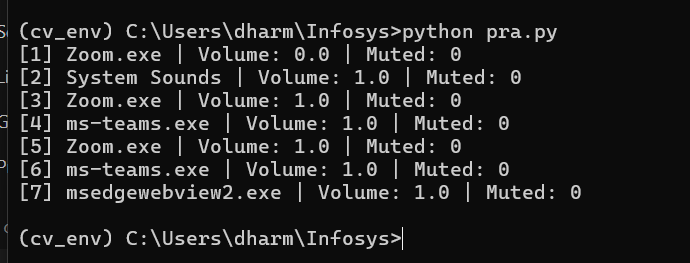 (cv_env) C:\Users\dharm\Infosys>python pra.py
[1] Zoom.exe | Volume: 0.0 | Muted: 0
[2] System Sounds | Volume: 1.0 | Muted: 0
[3] Zoom.exe | Volume: 1.0 | Muted: 0
[4] ms-teams.exe | Volume: 1.0 | Muted: 0
[5] Zoom.exe | Volume: 1.0 | Muted: 0
[6] ms-teams.exe | Volume: 1.0 | Muted: 0
[7] msedgewebview2.exe | Volume: 1.0 | Muted: 0
(cv_env) C:\Users\dharm\Infosys>